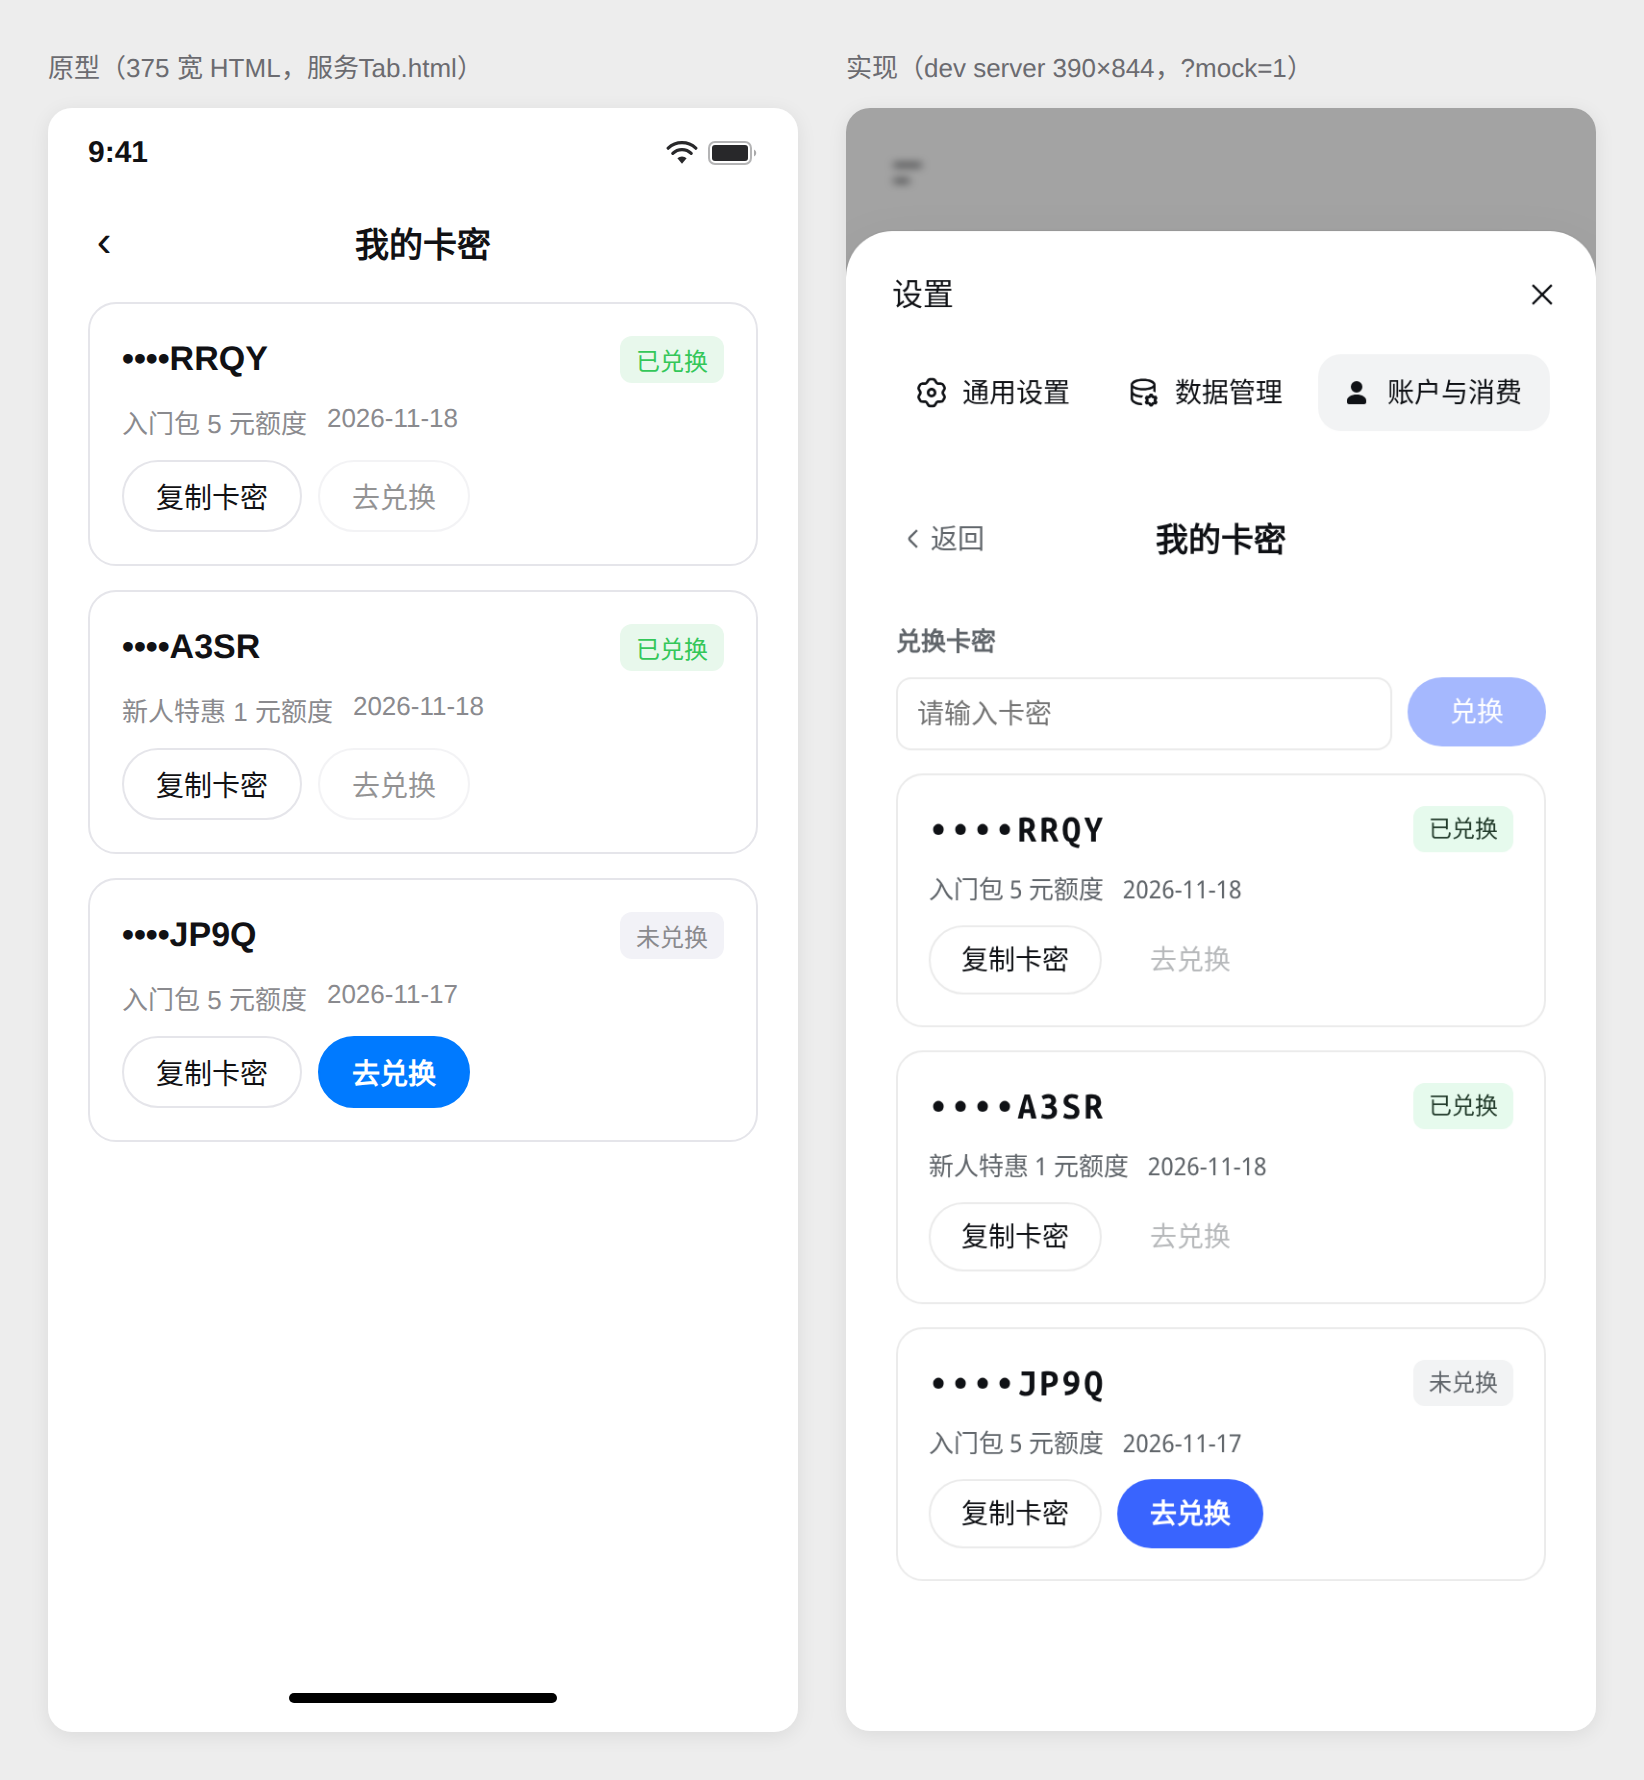 原型（375 宽 HTML，服务Tab.html）
9:41
‹
我的卡密
••••RRQY
已兑换
入门包 5 元额度 2026-11-18
复制卡密
去兑换
••••A3SR
已兑换
新人特惠 1 元额度 2026-11-18
复制卡密
去兑换
••••JP9Q
未兑换
入门包 5 元额度 2026-11-17
复制卡密
去兑换
实现（dev server 390×844，?mock=1）
设置
通用设置
数据管理
账户与消费
返回
我的卡密
兑换卡密
请输入卡密
兑换
••••RRQY
已兑换
入门包 5 元额度 2026-11-18
复制卡密
去兑换
••••A3SR
已兑换
新人特惠 1 元额度 2026-11-18
复制卡密
去兑换
••••JP9Q
未兑换
入门包 5 元额度 2026-11-17
复制卡密
去兑换